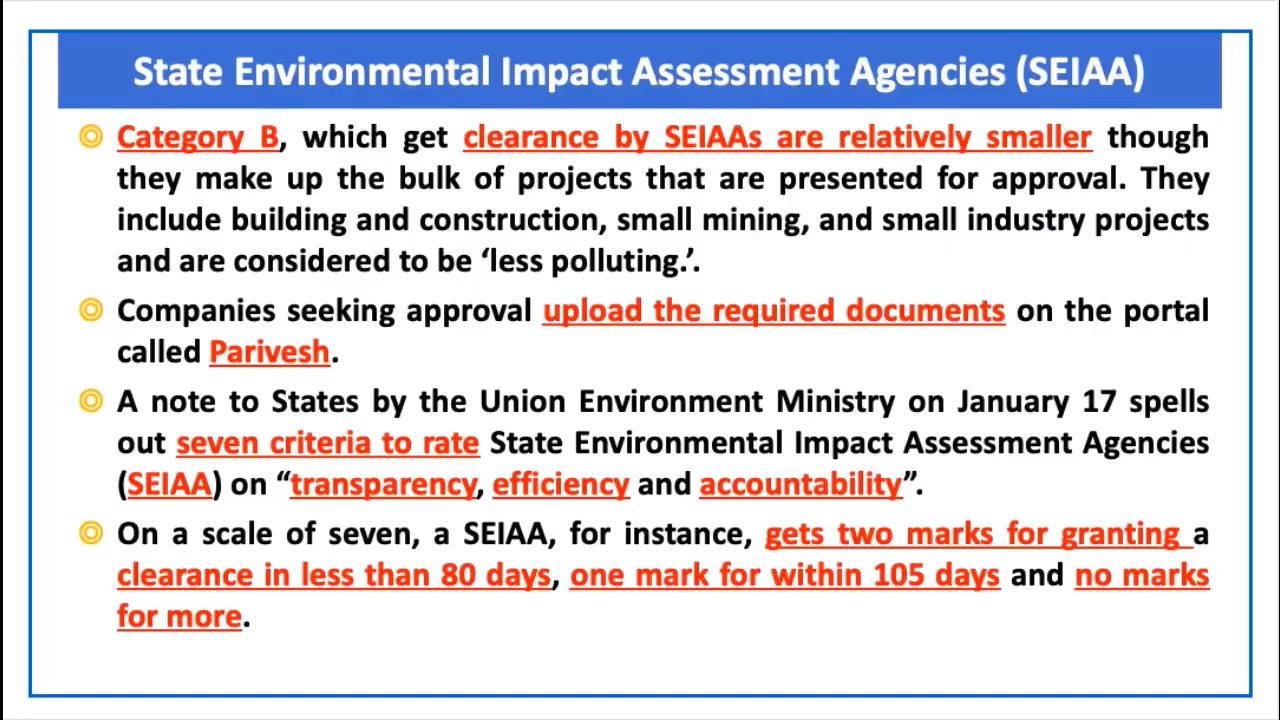 State Environmental Impact Assessment Agencies (SEIAA)
Category B, which get clearance by SEIAAs are relatively smaller though
they make up the bulk of projects that are presented for approval. They
include building and construction, small mining, and small industry projects
and are considered to be ‘less polluting.’.
Companies seeking approval upload the required documents on the portal
called Parivesh.
A note to States by the Union Environment Ministry on January 17 spells
out seven criteria to rate State Environmental Impact Assessment Agencies
(SEIAA) on “transparency, efficiency and accountability”.
On a scale of seven, a SEIAA, for instance, gets two marks for granting a
clearance in less than 80 days, one mark for within 105 days and no marks
for more.